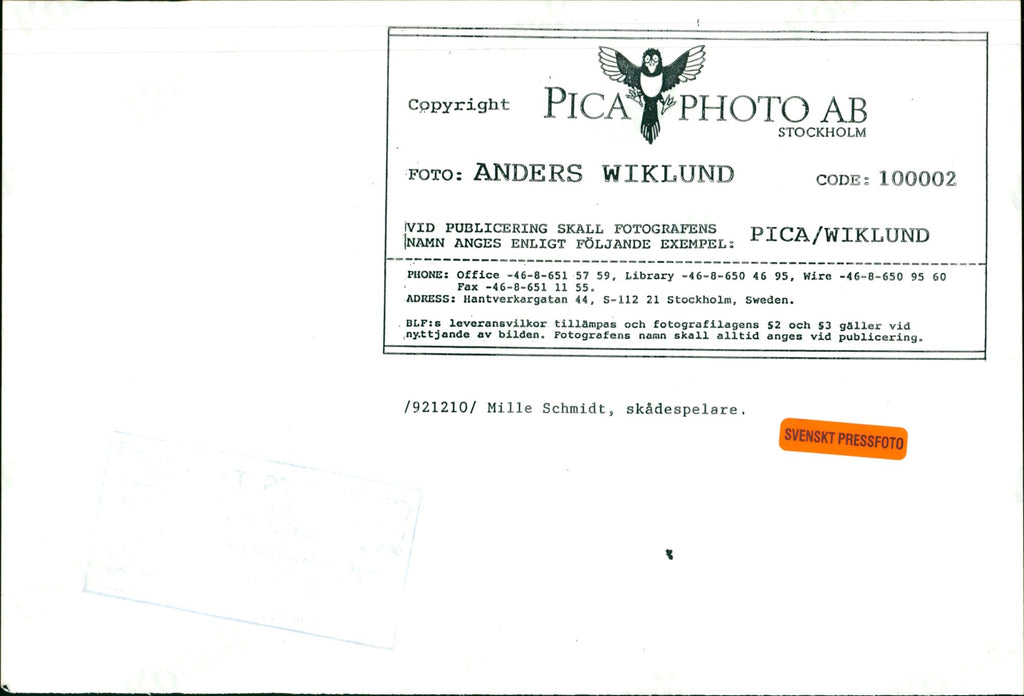 Copyright PICA PHOTO AB
STOCKHOLM
FOTO: ANDERS WIKLUND CODE: 100002
VID PUBLICERING SKALL FOTOGRAFENS
NAMN ANGES ENLIGT FÖLJANDE EXEMPEL: PICA/WIKLUND
PHONE: Office -46-8-651 57 59, Library -46-8-650 46 95, Wire -46-8-650 95 60
Fax -46-8-651 11 55.
ADRESS: Hantverkargatan 44, S-112 21 Stockholm, Sweden.
BLF:s leveransvilkor tillämpas och fotografilagens §2 och §3 gäller vid
nyttjande av bilden. Fotografens namn skall alltid anges vid publicering.
/921210/ Mille Schmidt, skådespelare.
SVENSKT PRESSFOTO